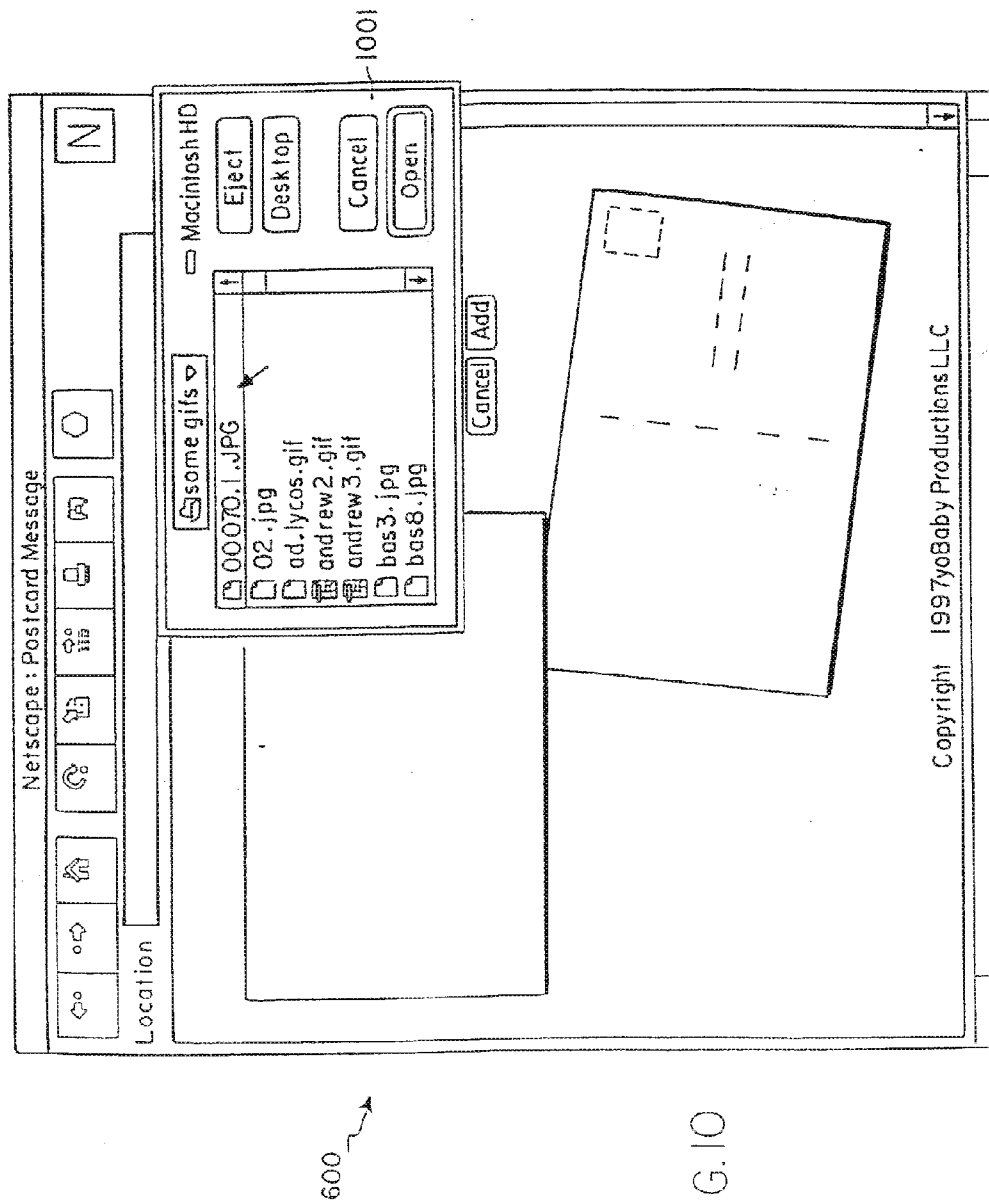 Netscape: Postcard Message
N
Location
some gifs
Macintosh HD
00070.1.JPG
02.jpg
ad.lycos.gif
andrew2.gif
andrew3.gif
bas3.jpg
bas8.jpg
Eject
Desktop
Cancel
Open
1001
Cancel Add
Copyright 1997yoBaby Productions LLC
600
G.10